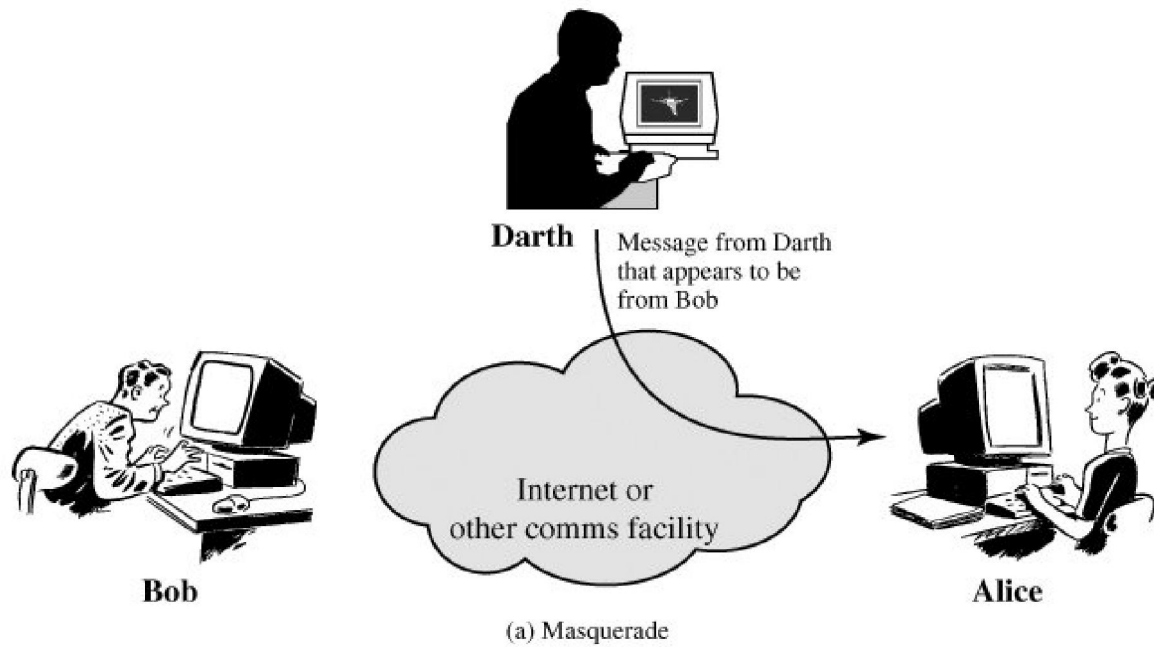 Darth
Message from Darth
that appears to be
from Bob
Internet or
other comms facility
Bob
Alice
(a) Masquerade